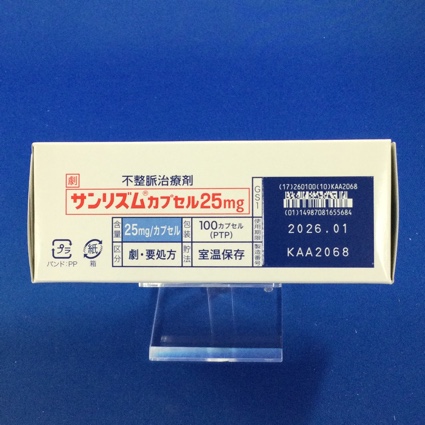 劇
不整脈治療剤
サンリズム®カプセル25mg
含量 25mg/カプセル 包装 100カプセル(PTP)
区分 劇・要処方 貯法 室温保存
プラ
バンド:PP
紙
箱
GS1
(17)260100(10)KAA2068
(01)14987081655684
使用期限 2026.01
製造番号 KAA2068